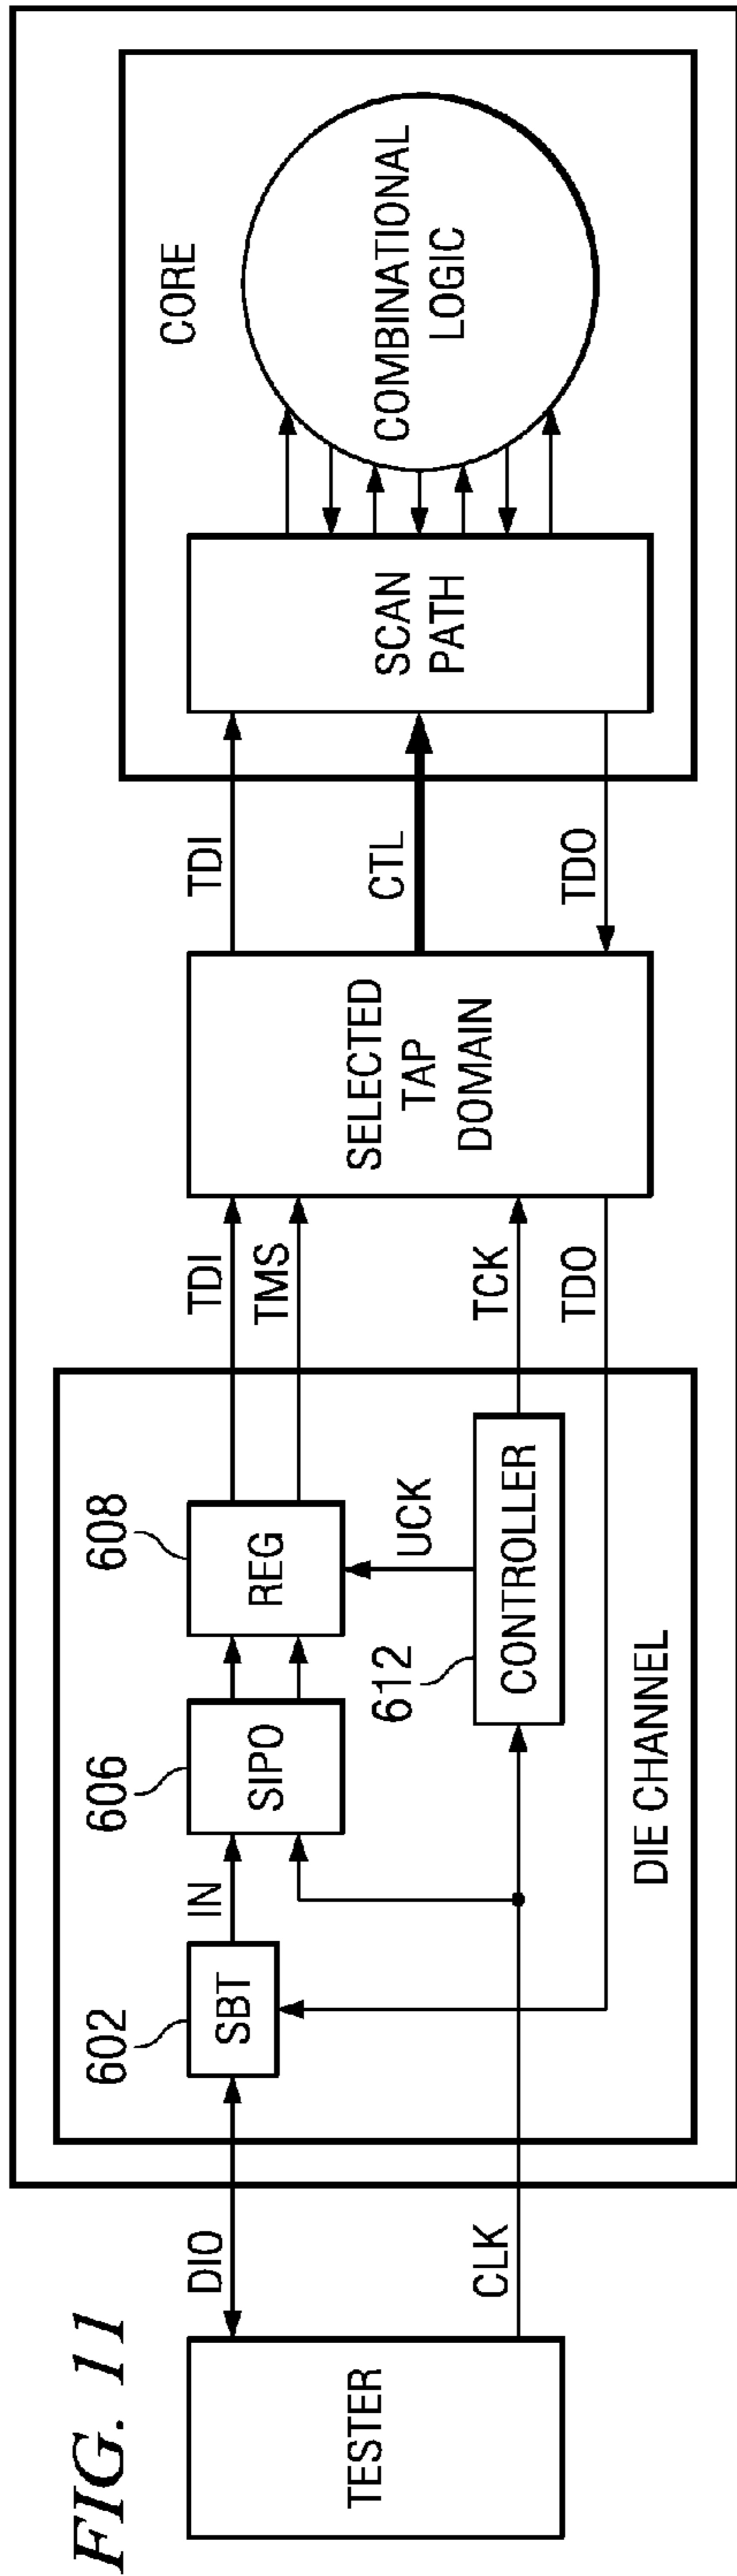 FIG. 11
TESTER
DIO
CLK
602
SBT
IN
606
SIPO
608
REG
UCK
612
CONTROLLER
DIE CHANNEL
TDI
TMS
TCK
TDO
SELECTED
TAP
DOMAIN
TDI
CTL
TDO
CORE
SCAN
PATH
COMBINATIONAL
LOGIC